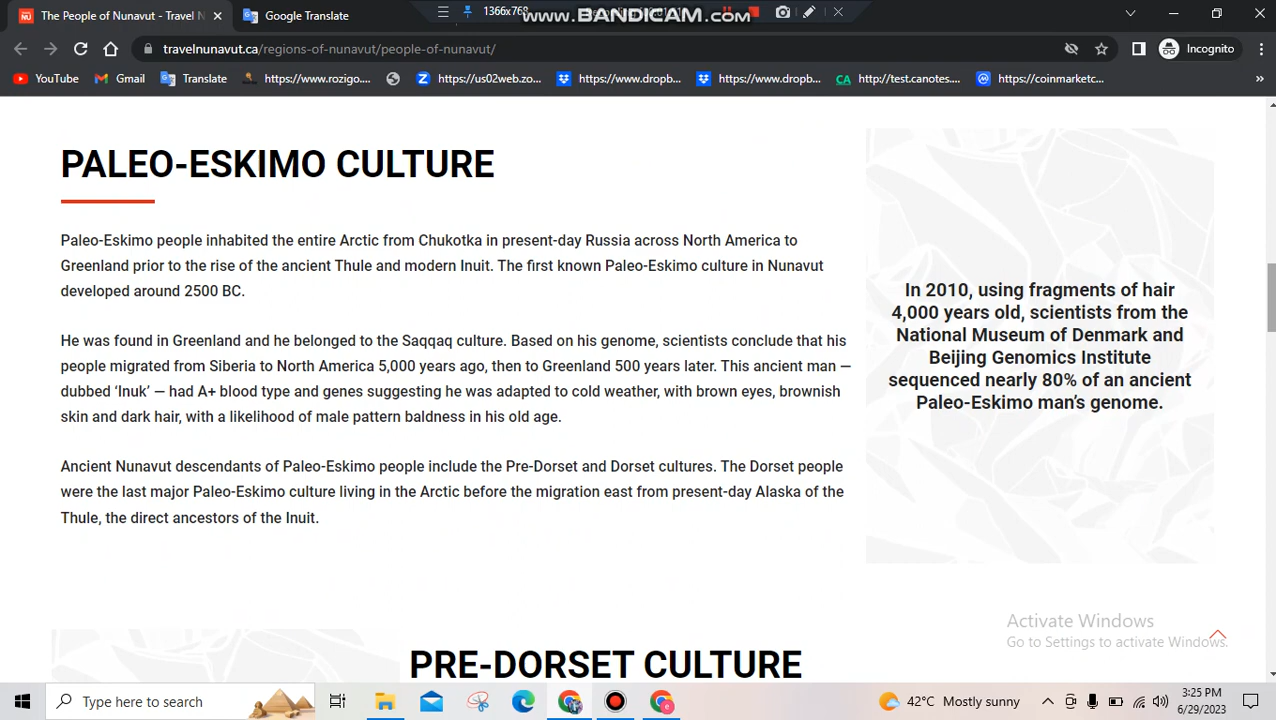 1366x768
www.BANDICAM.com
The People of Nunavut - Travel N
Google Translate
travelnunavut.ca/regions-of-nunavut/people-of-nunavut/
Incognito
YouTube
Gmail
Translate
https://www.rozigo....
https://us02web.zo...
https://www.dropb...
https://www.dropb...
http://test.canotes....
https://coinmarketc...
PALEO-ESKIMO CULTURE
Paleo-Eskimo people inhabited the entire Arctic from Chukotka in present-day Russia across North America to
Greenland prior to the rise of the ancient Thule and modern Inuit. The first known Paleo-Eskimo culture in Nunavut
developed around 2500 BC.
He was found in Greenland and he belonged to the Saqqaq culture. Based on his genome, scientists conclude that his
people migrated from Siberia to North America 5,000 years ago, then to Greenland 500 years later. This ancient man —
dubbed ‘Inuk’ — had A+ blood type and genes suggesting he was adapted to cold weather, with brown eyes, brownish
skin and dark hair, with a likelihood of male pattern baldness in his old age.
Ancient Nunavut descendants of Paleo-Eskimo people include the Pre-Dorset and Dorset cultures. The Dorset people
were the last major Paleo-Eskimo culture living in the Arctic before the migration east from present-day Alaska of the
Thule, the direct ancestors of the Inuit.
In 2010, using fragments of hair
4,000 years old, scientists from the
National Museum of Denmark and
Beijing Genomics Institute
sequenced nearly 80% of an ancient
Paleo-Eskimo man’s genome.
PRE-DORSET CULTURE
Activate Windows
Go to Settings to activate Windows.
Type here to search
42°C Mostly sunny
3:25 PM
6/29/2023